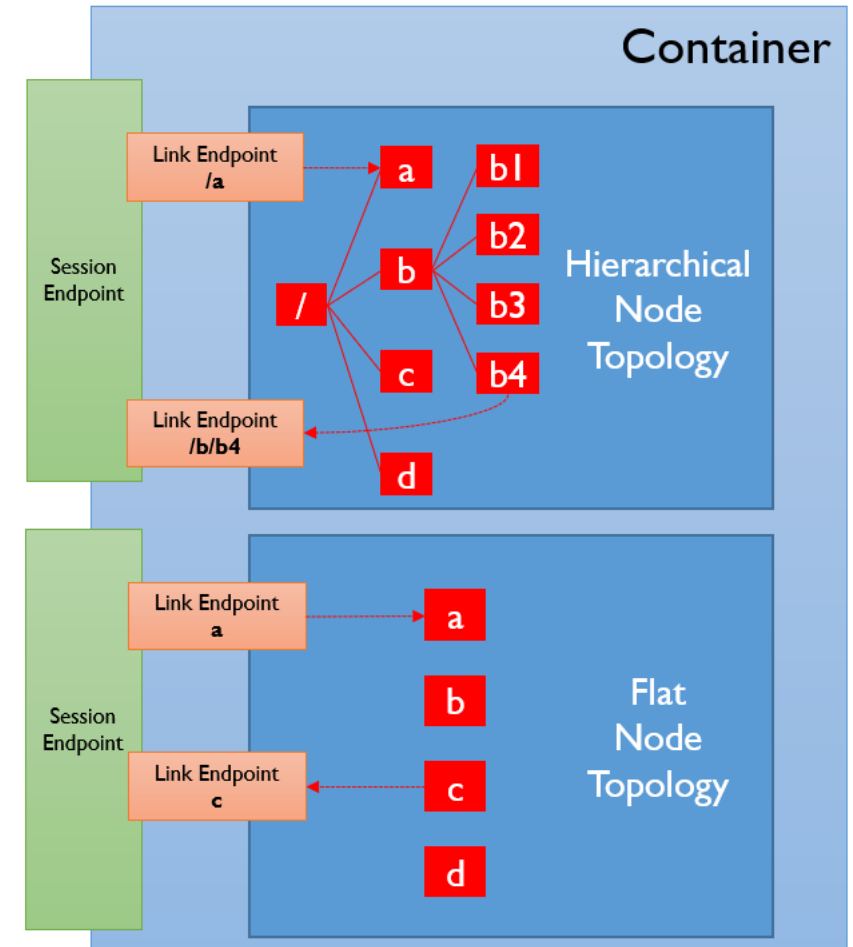 Container
Session
Endpoint
Link Endpoint
/a
Link Endpoint
/b/b4
/
a
b
c
d
b1
b2
b3
b4
Hierarchical
Node
Topology
Session
Endpoint
Link Endpoint
a
Link Endpoint
c
a
b
c
d
Flat
Node
Topology